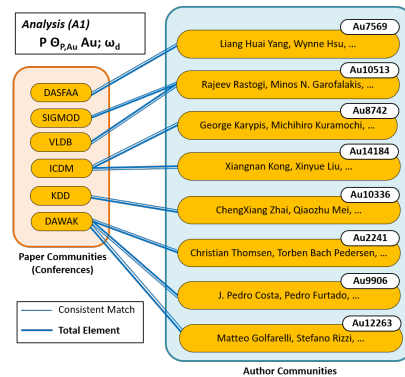 Analysis (A1)
P ΘP,Au Au; ωd
DASFAA
SIGMOD
VLDB
ICDM
KDD
DAWAK
Paper Communities
(Conferences)
Consistent Match
Total Element
Au7569
Liang Huai Yang, Wynne Hsu, ...
Au10513
Rajeev Rastogi, Minos N. Garofalakis, ...
Au8742
George Karypis, Michihiro Kuramochi, ...
Au14184
Xiangnan Kong, Xinyue Liu, ...
Au10336
ChengXiang Zhai, Qiaozhu Mei, ...
Au2241
Christian Thomsen, Torben Bach Pedersen, ...
Au9906
J. Pedro Costa, Pedro Furtado, ...
Au12263
Matteo Golfarelli, Stefano Rizzi, ...
Author Communities